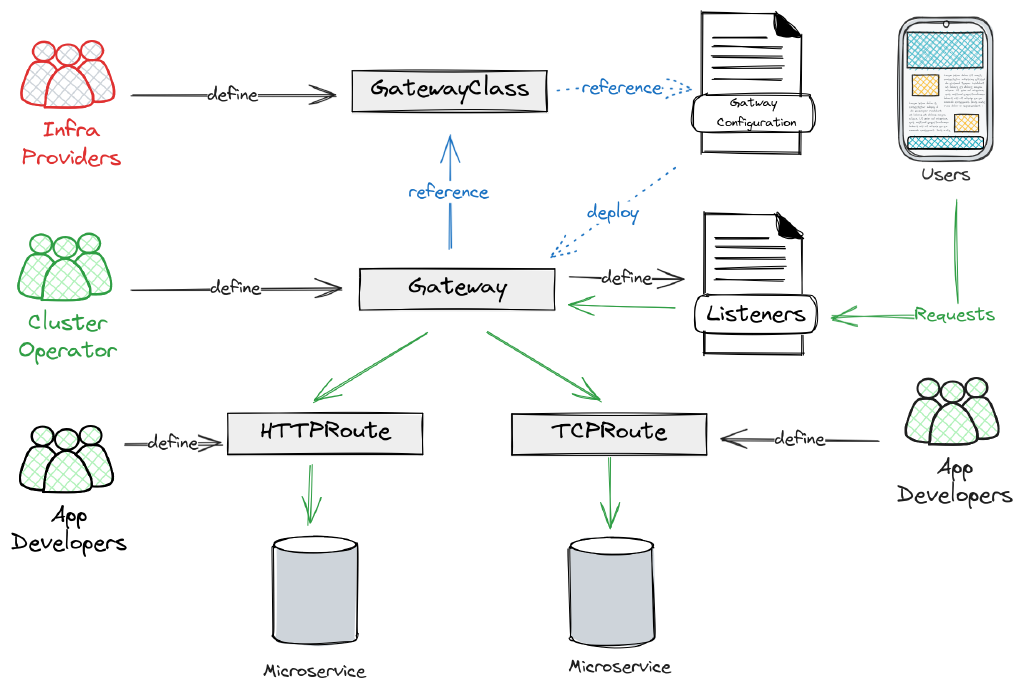 Infra
Providers
define
GatewayClass
reference
Gatway
Configuration
Users
reference
deploy
Cluster
Operator
define
Gateway
define
Listeners
Requests
App
Developers
define
HTTPRoute
TCPRoute
define
App
Developers
Microservice
Microservice